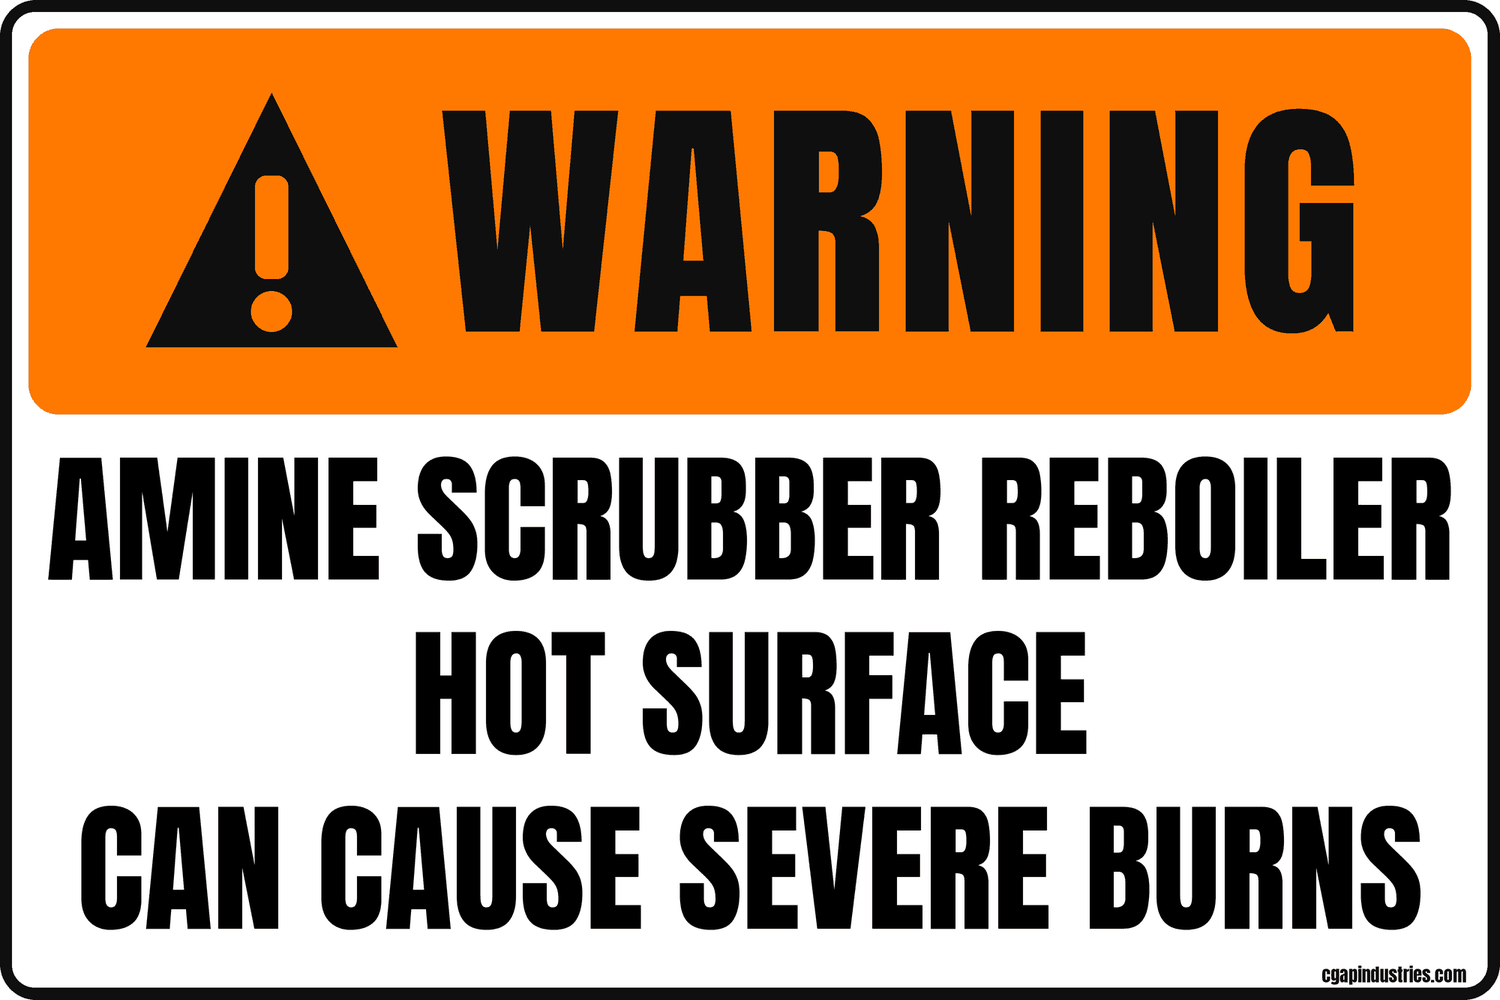 WARNING
AMINE SCRUBBER REBOILER
HOT SURFACE
CAN CAUSE SEVERE BURNS
cgapindustries.com